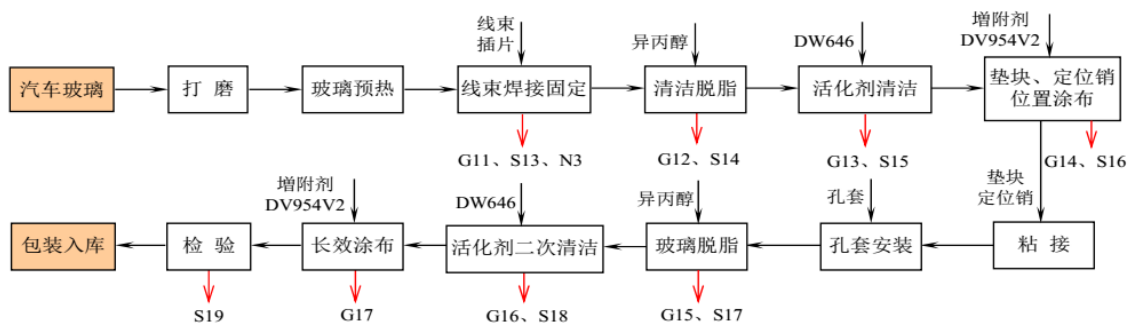 线束
插片
异丙醇
DW646
增附剂
DV954V2
汽车玻璃
打 磨
玻璃预热
线束焊接固定
清洁脱脂
活化剂清洁
垫块、定位销
位置涂布
G11、S13、N3
G12、S14
G13、S15
G14、S16
增附剂
DV954V2
DW646
异丙醇
孔套
垫块
定位销
包装入库
检 验
长效涂布
活化剂二次清洁
玻璃脱脂
孔套安装
粘 接
S19
G17
G16、S18
G15、S17